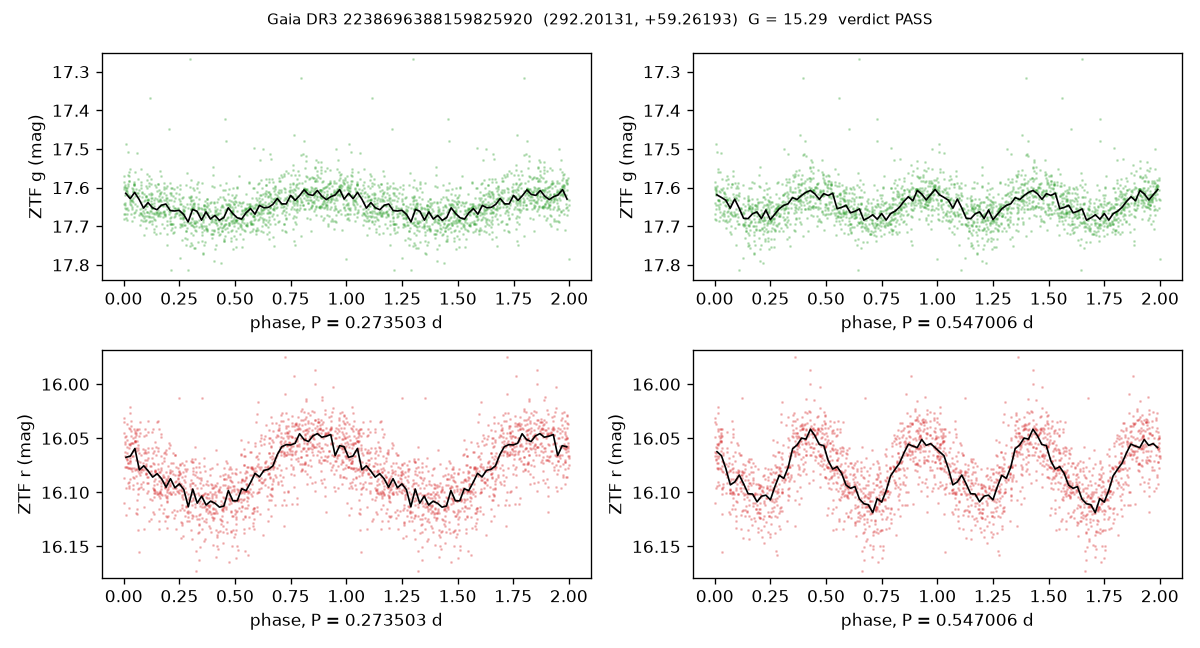 Gaia DR3 2238696388159825920 (292.20131, +59.26193) G = 15.29 verdict PASS
ZTF g (mag)
17.3
17.4
17.5
17.6
17.7
17.8
0.00 0.25 0.50 0.75 1.00 1.25 1.50 1.75 2.00
phase, P = 0.273503 d
ZTF g (mag)
17.3
17.4
17.5
17.6
17.7
17.8
0.00 0.25 0.50 0.75 1.00 1.25 1.50 1.75 2.00
phase, P = 0.547006 d
ZTF r (mag)
16.00
16.05
16.10
16.15
0.00 0.25 0.50 0.75 1.00 1.25 1.50 1.75 2.00
phase, P = 0.273503 d
ZTF r (mag)
16.00
16.05
16.10
16.15
0.00 0.25 0.50 0.75 1.00 1.25 1.50 1.75 2.00
phase, P = 0.547006 d